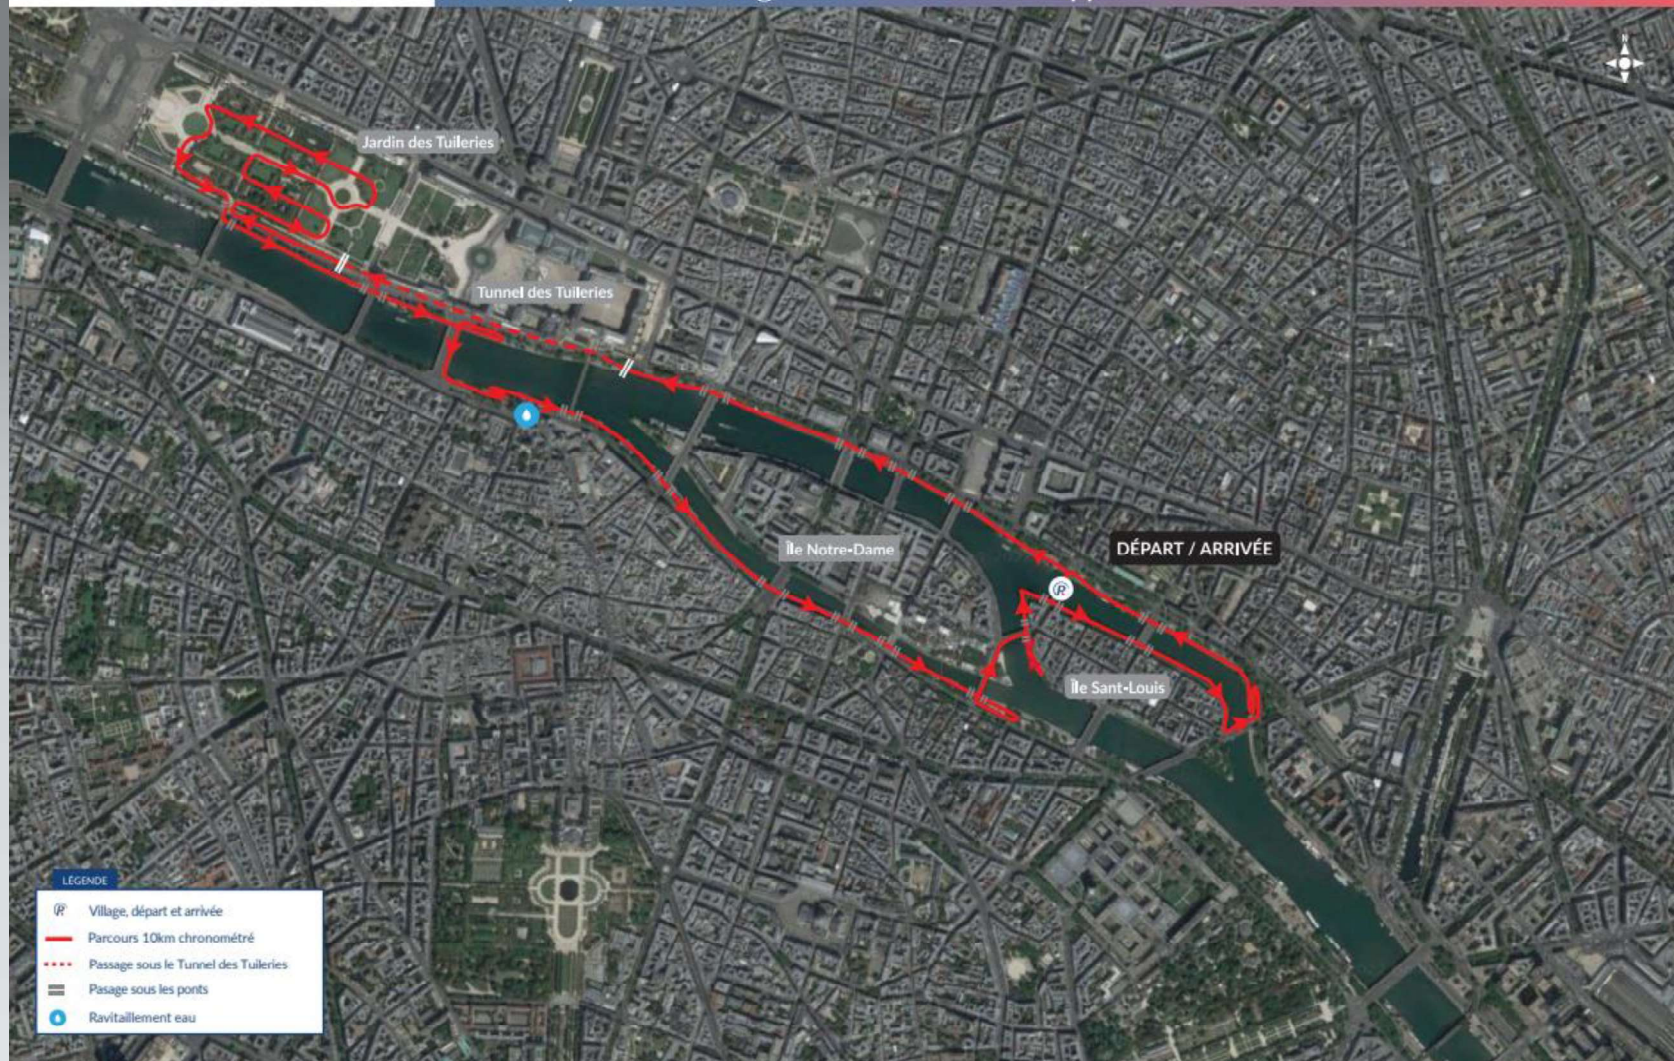 N
Jardin des Tuileries
Tunnel des Tuileries
Île Notre-Dame
DÉPART / ARRIVÉE
Île Sant-Louis
LÉGENDE
R Village, départ et arrivée
Parcours 10km chronométré
Passage sous le Tunnel des Tuileries
Pasage sous les ponts
Ravitaillement eau